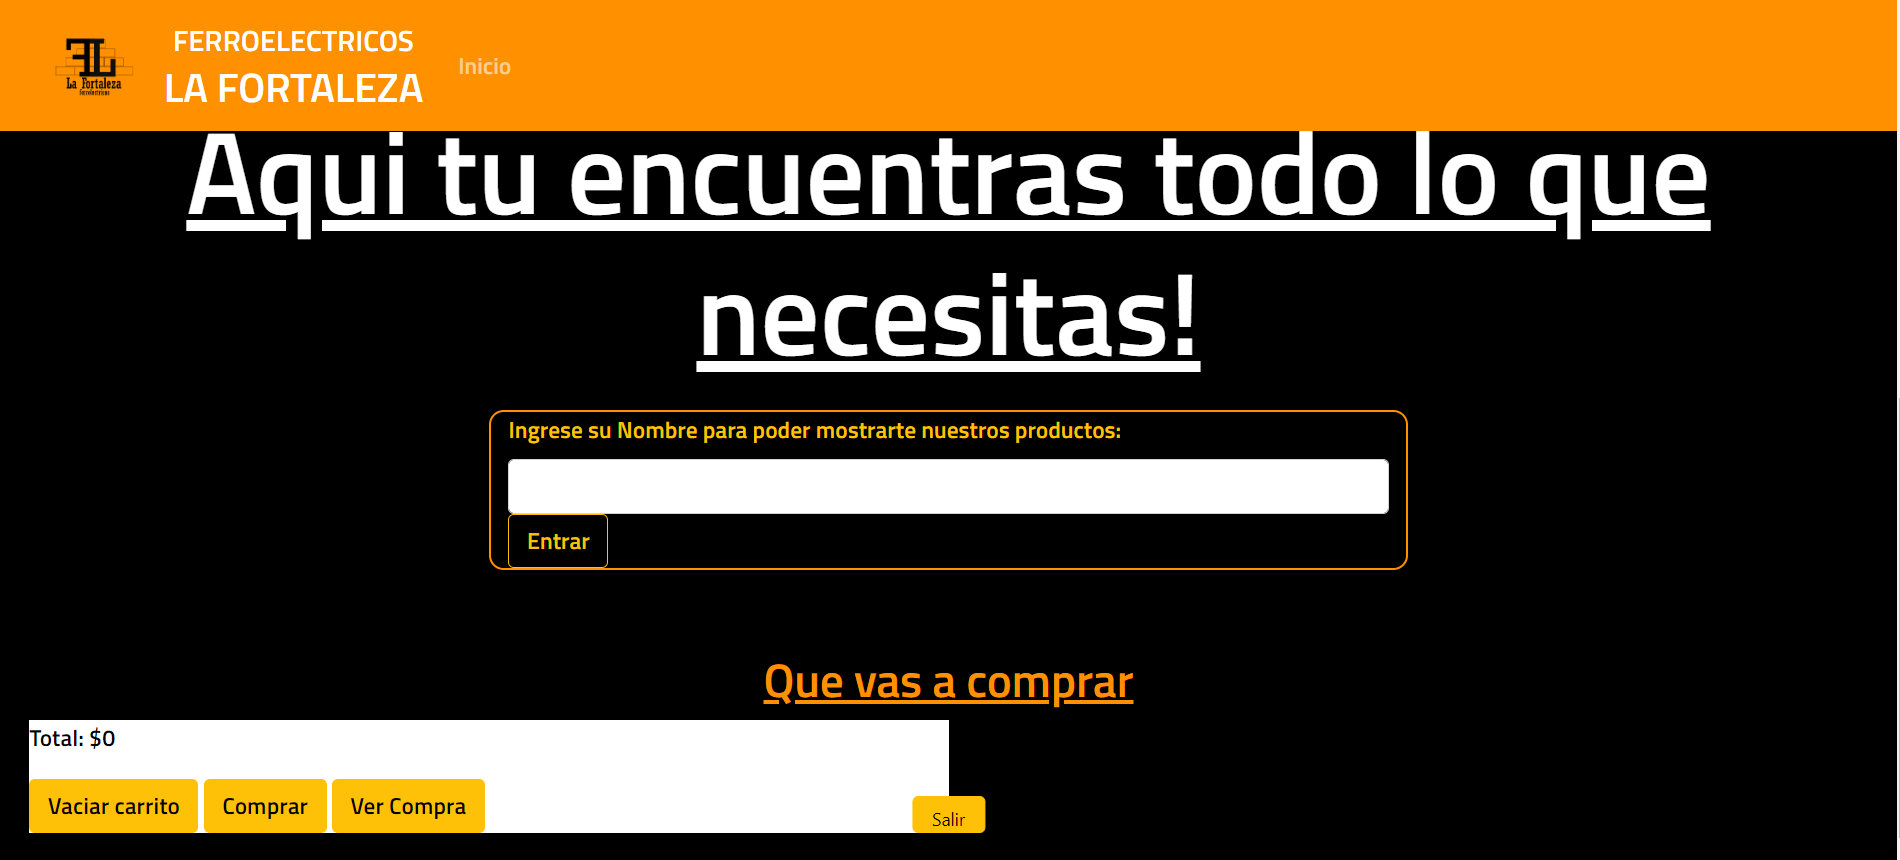 La Fortaleza
ferroelectricos
FERROELECTRICOS
LA FORTALEZA
Inicio
Aqui tu encuentras todo lo que
necesitas!
Ingrese su Nombre para poder mostrarte nuestros productos:
Entrar
Que vas a comprar
Total: $0
Vaciar carrito
Comprar
Ver Compra
Salir